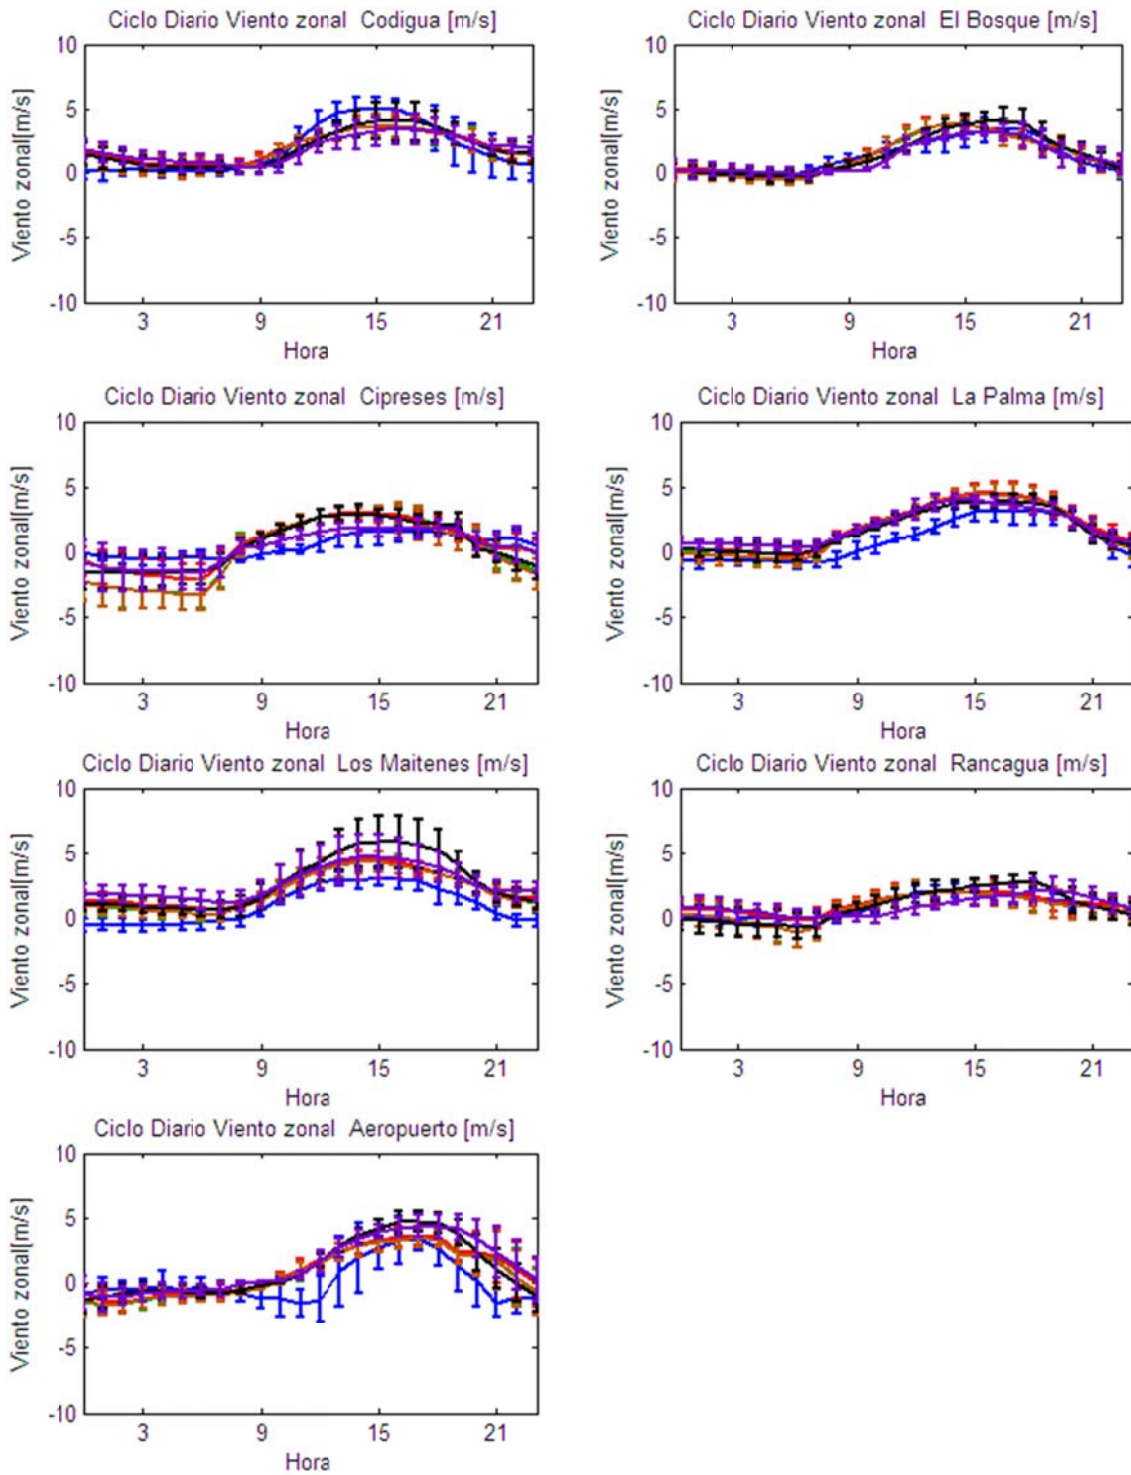 Ciclo Diario Viento zonal Codigua [m/s]
10
5
0
-5
-10
Viento zonal[m/s]
3 9 15 21
Hora
Ciclo Diario Viento zonal El Bosque [m/s]
10
5
0
-5
-10
Viento zonal[m/s]
3 9 15 21
Hora
Ciclo Diario Viento zonal Cipreses [m/s]
10
5
0
-5
-10
Viento zonal[m/s]
3 9 15 21
Hora
Ciclo Diario Viento zonal La Palma [m/s]
10
5
0
-5
-10
Viento zonal[m/s]
3 9 15 21
Hora
Ciclo Diario Viento zonal Los Maitenes [m/s]
10
5
0
-5
-10
Viento zonal[m/s]
3 9 15 21
Hora
Ciclo Diario Viento zonal Rancagua [m/s]
10
5
0
-5
-10
Viento zonal[m/s]
3 9 15 21
Hora
Ciclo Diario Viento zonal Aeropuerto [m/s]
10
5
0
-5
-10
Viento zonal[m/s]
3 9 15 21
Hora